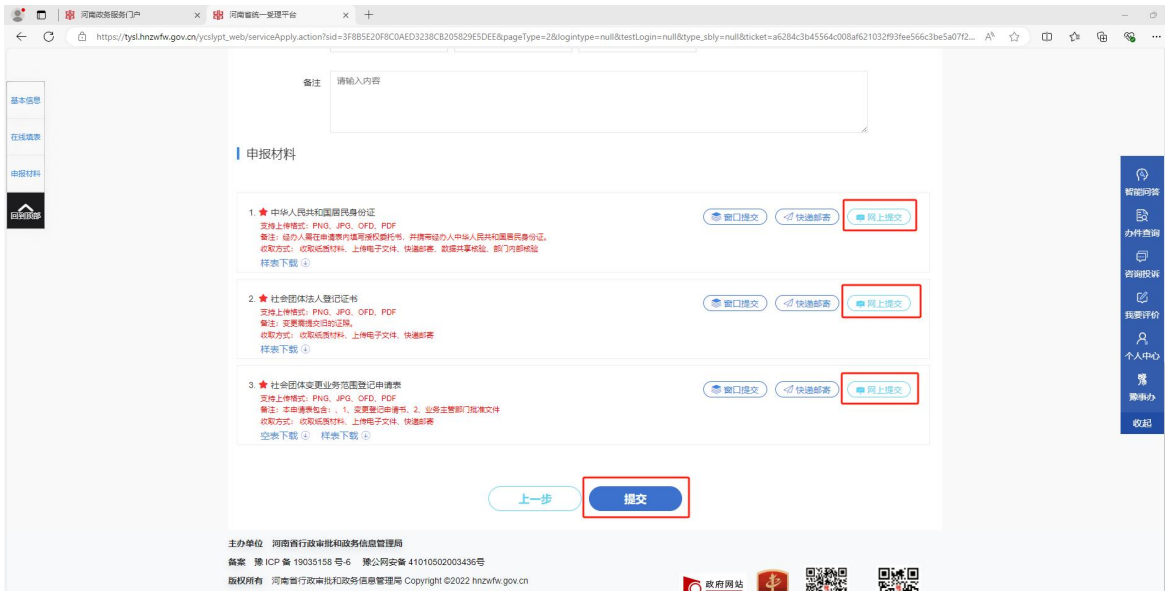 河南政务服务门户
河南省统一受理平台
https://tysl.hnzwfw.gov.cn/ycslypt_web/serviceApply.action?sid=3F8B5E20F8C0AED3238CB205829E5DEE&pageType=2&logintype=null&testLogin=null&type_sbly=null&ticket=a6284c3b45564c008af621032f93fee566c3be5a07f2...
基本信息
在线填表
申报材料
回到顶部
备注 请输入内容
申报材料
1. 中华人民共和国居民身份证
支持上传格式：PNG、JPG、OFD、PDF
备注：经办人需在申请表内填写授权委托书，并携带经办人中华人民共和国居民身份证。
收取方式：收取纸质材料、上传电子文件、快递邮寄、数据共享核验、部门内部核验
样表下载
窗口提交 快递邮寄 网上提交
2. 社会团体法人登记证书
支持上传格式：PNG、JPG、OFD、PDF
备注：变更需提交旧的证照。
收取方式：收取纸质材料、上传电子文件、快递邮寄
样表下载
窗口提交 快递邮寄 网上提交
3. 社会团体变更业务范围登记申请表
支持上传格式：PNG、JPG、OFD、PDF
备注：本申请表包含：、1、变更登记申请书、2、业务主管部门批准文件
收取方式：收取纸质材料、上传电子文件、快递邮寄
空表下载 样表下载
窗口提交 快递邮寄 网上提交
上一步 提交
智能问答
办件查询
咨询投诉
我要评价
个人中心
豫事办
收起
主办单位 河南省行政审批和政务信息管理局
备案 豫 ICP 备 19035158 号-6 豫公网安备 41010502003436号
版权所有 河南省行政审批和政务信息管理局 Copyright ©2022 hnzwfw.gov.cn
政府网站